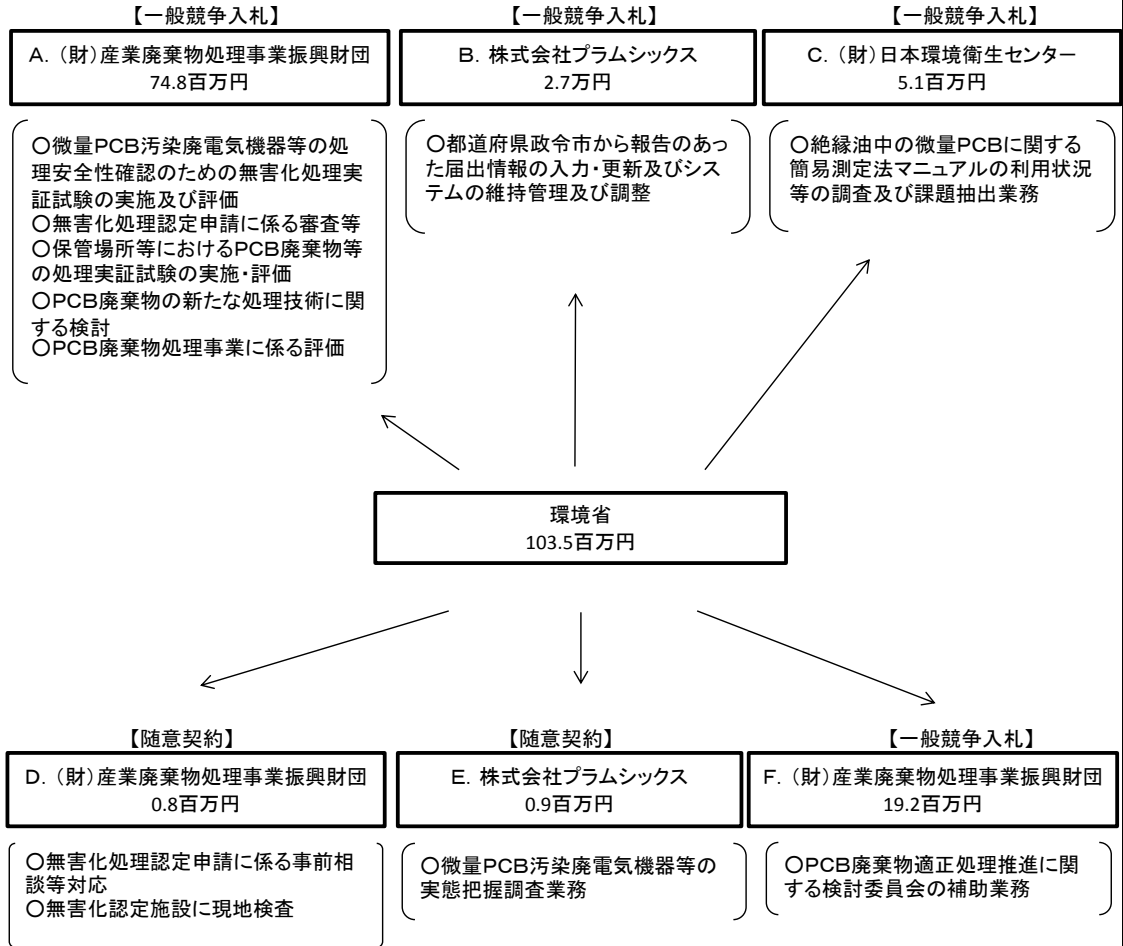 【一般競争入札】
A. (財)産業廃棄物処理事業振興財団
74.8百万円
〇微量PCB汚染廃電気機器等の処
理安全性確認のための無害化処理実
証試験の実施及び評価
〇無害化処理認定申請に係る審査等
〇保管場所等におけるPCB廃棄物等
の処理実証試験の実施・評価
〇PCB廃棄物の新たな処理技術に関
する検討
〇PCB廃棄物処理事業に係る評価
【一般競争入札】
B. 株式会社プラムシックス
2.7万円
〇都道府県政令市から報告のあっ
た届出情報の入力・更新及びシス
テムの維持管理及び調整
【一般競争入札】
C. (財)日本環境衛生センター
5.1百万円
〇絶縁油中の微量PCBに関する
簡易測定法マニュアルの利用状況
等の調査及び課題抽出業務
環境省
103.5百万円
【随意契約】
D. (財)産業廃棄物処理事業振興財団
0.8百万円
〇無害化処理認定申請に係る事前相
談等対応
〇無害化認定施設に現地検査
【随意契約】
E. 株式会社プラムシックス
0.9百万円
〇微量PCB汚染廃電気機器等の
実態把握調査業務
【一般競争入札】
F. (財)産業廃棄物処理事業振興財団
19.2百万円
〇PCB廃棄物適正処理推進に関
する検討委員会の補助業務